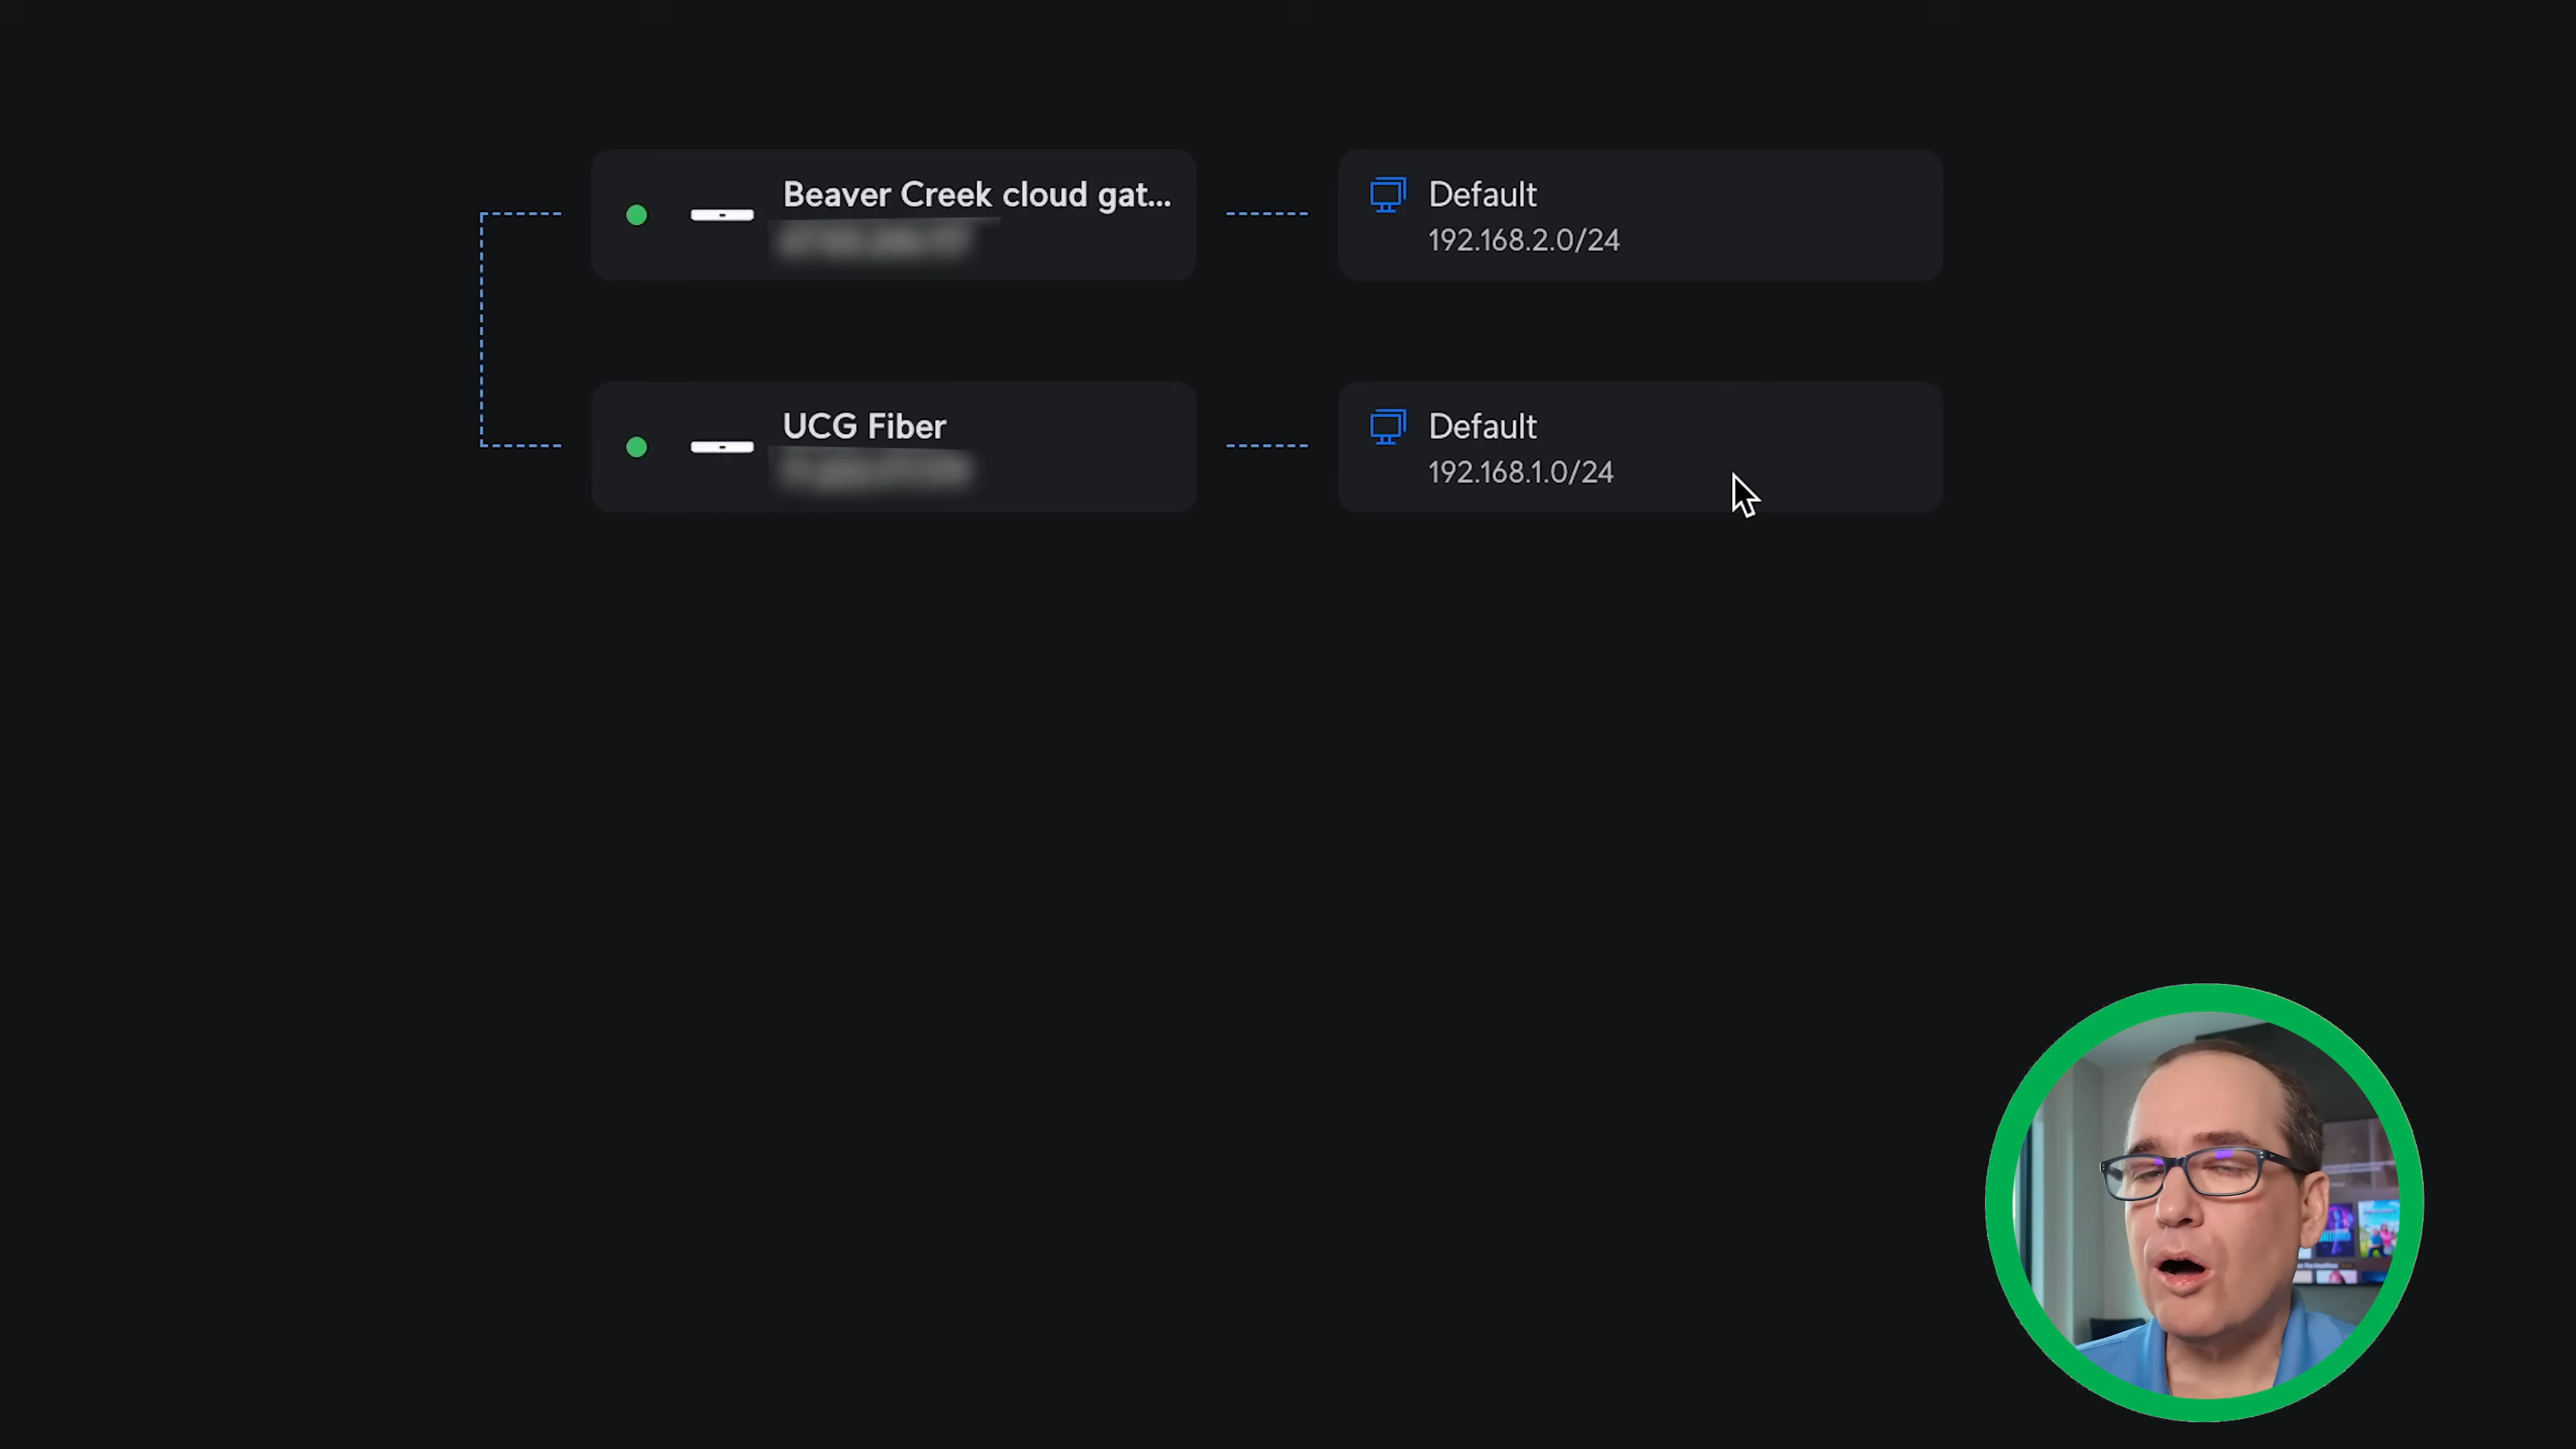 Beaver Creek cloud gat...
Default
192.168.2.0/24
UCG Fiber
Default
192.168.1.0/24